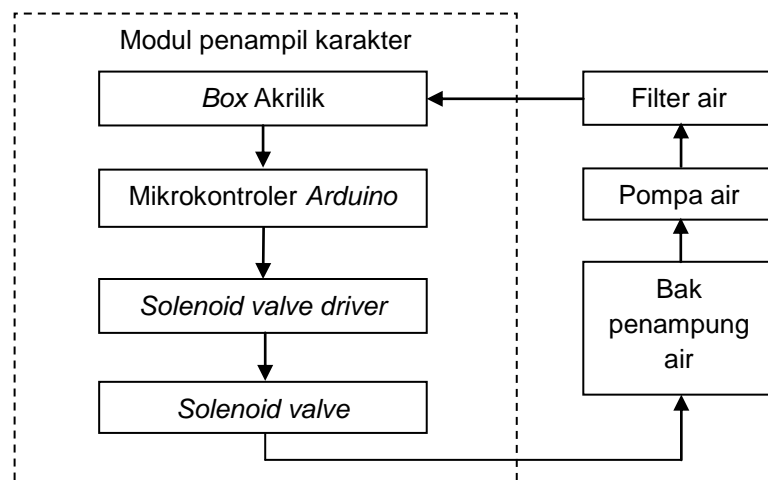 Modul penampil karakter
Box Akrilik
Mikrokontroler Arduino
Solenoid valve driver
Solenoid valve
Filter air
Pompa air
Bak
penampung
air